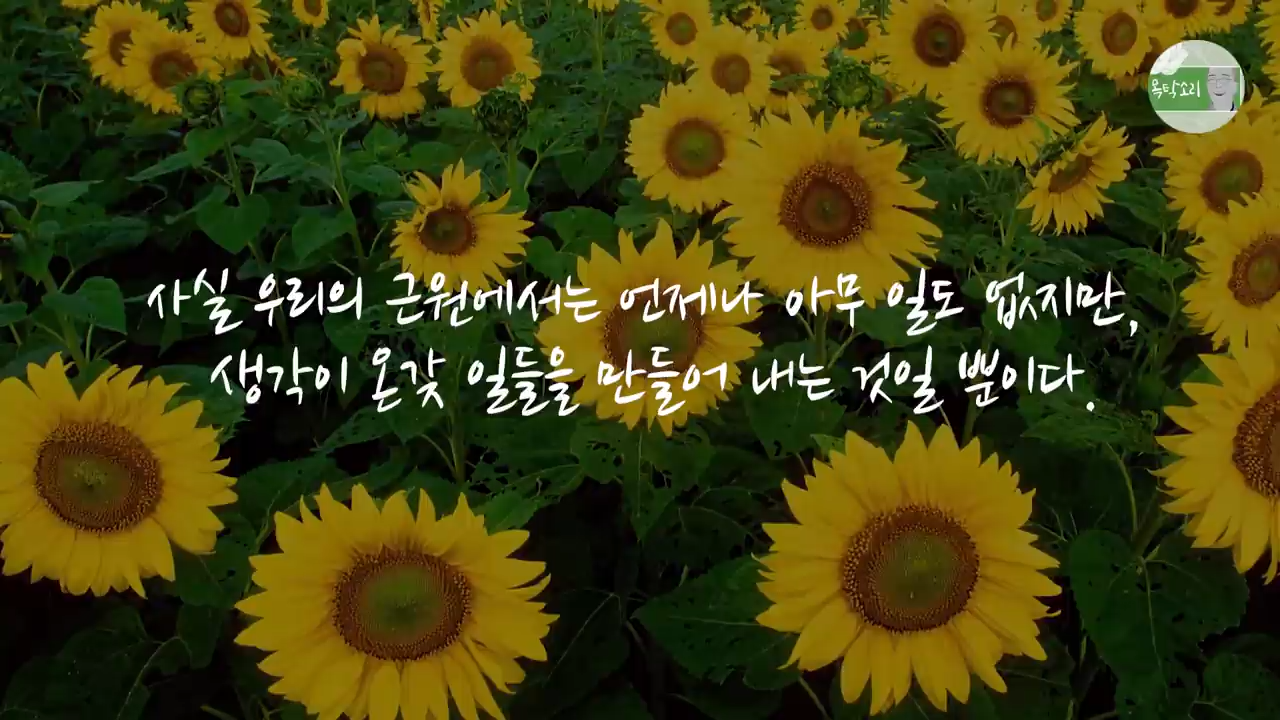 목탁소리
사실 우리의 근원에서는 언제나 아무 일도 없지만,
생각이 온갖 일들을 만들어 내는 것일 뿐이다.